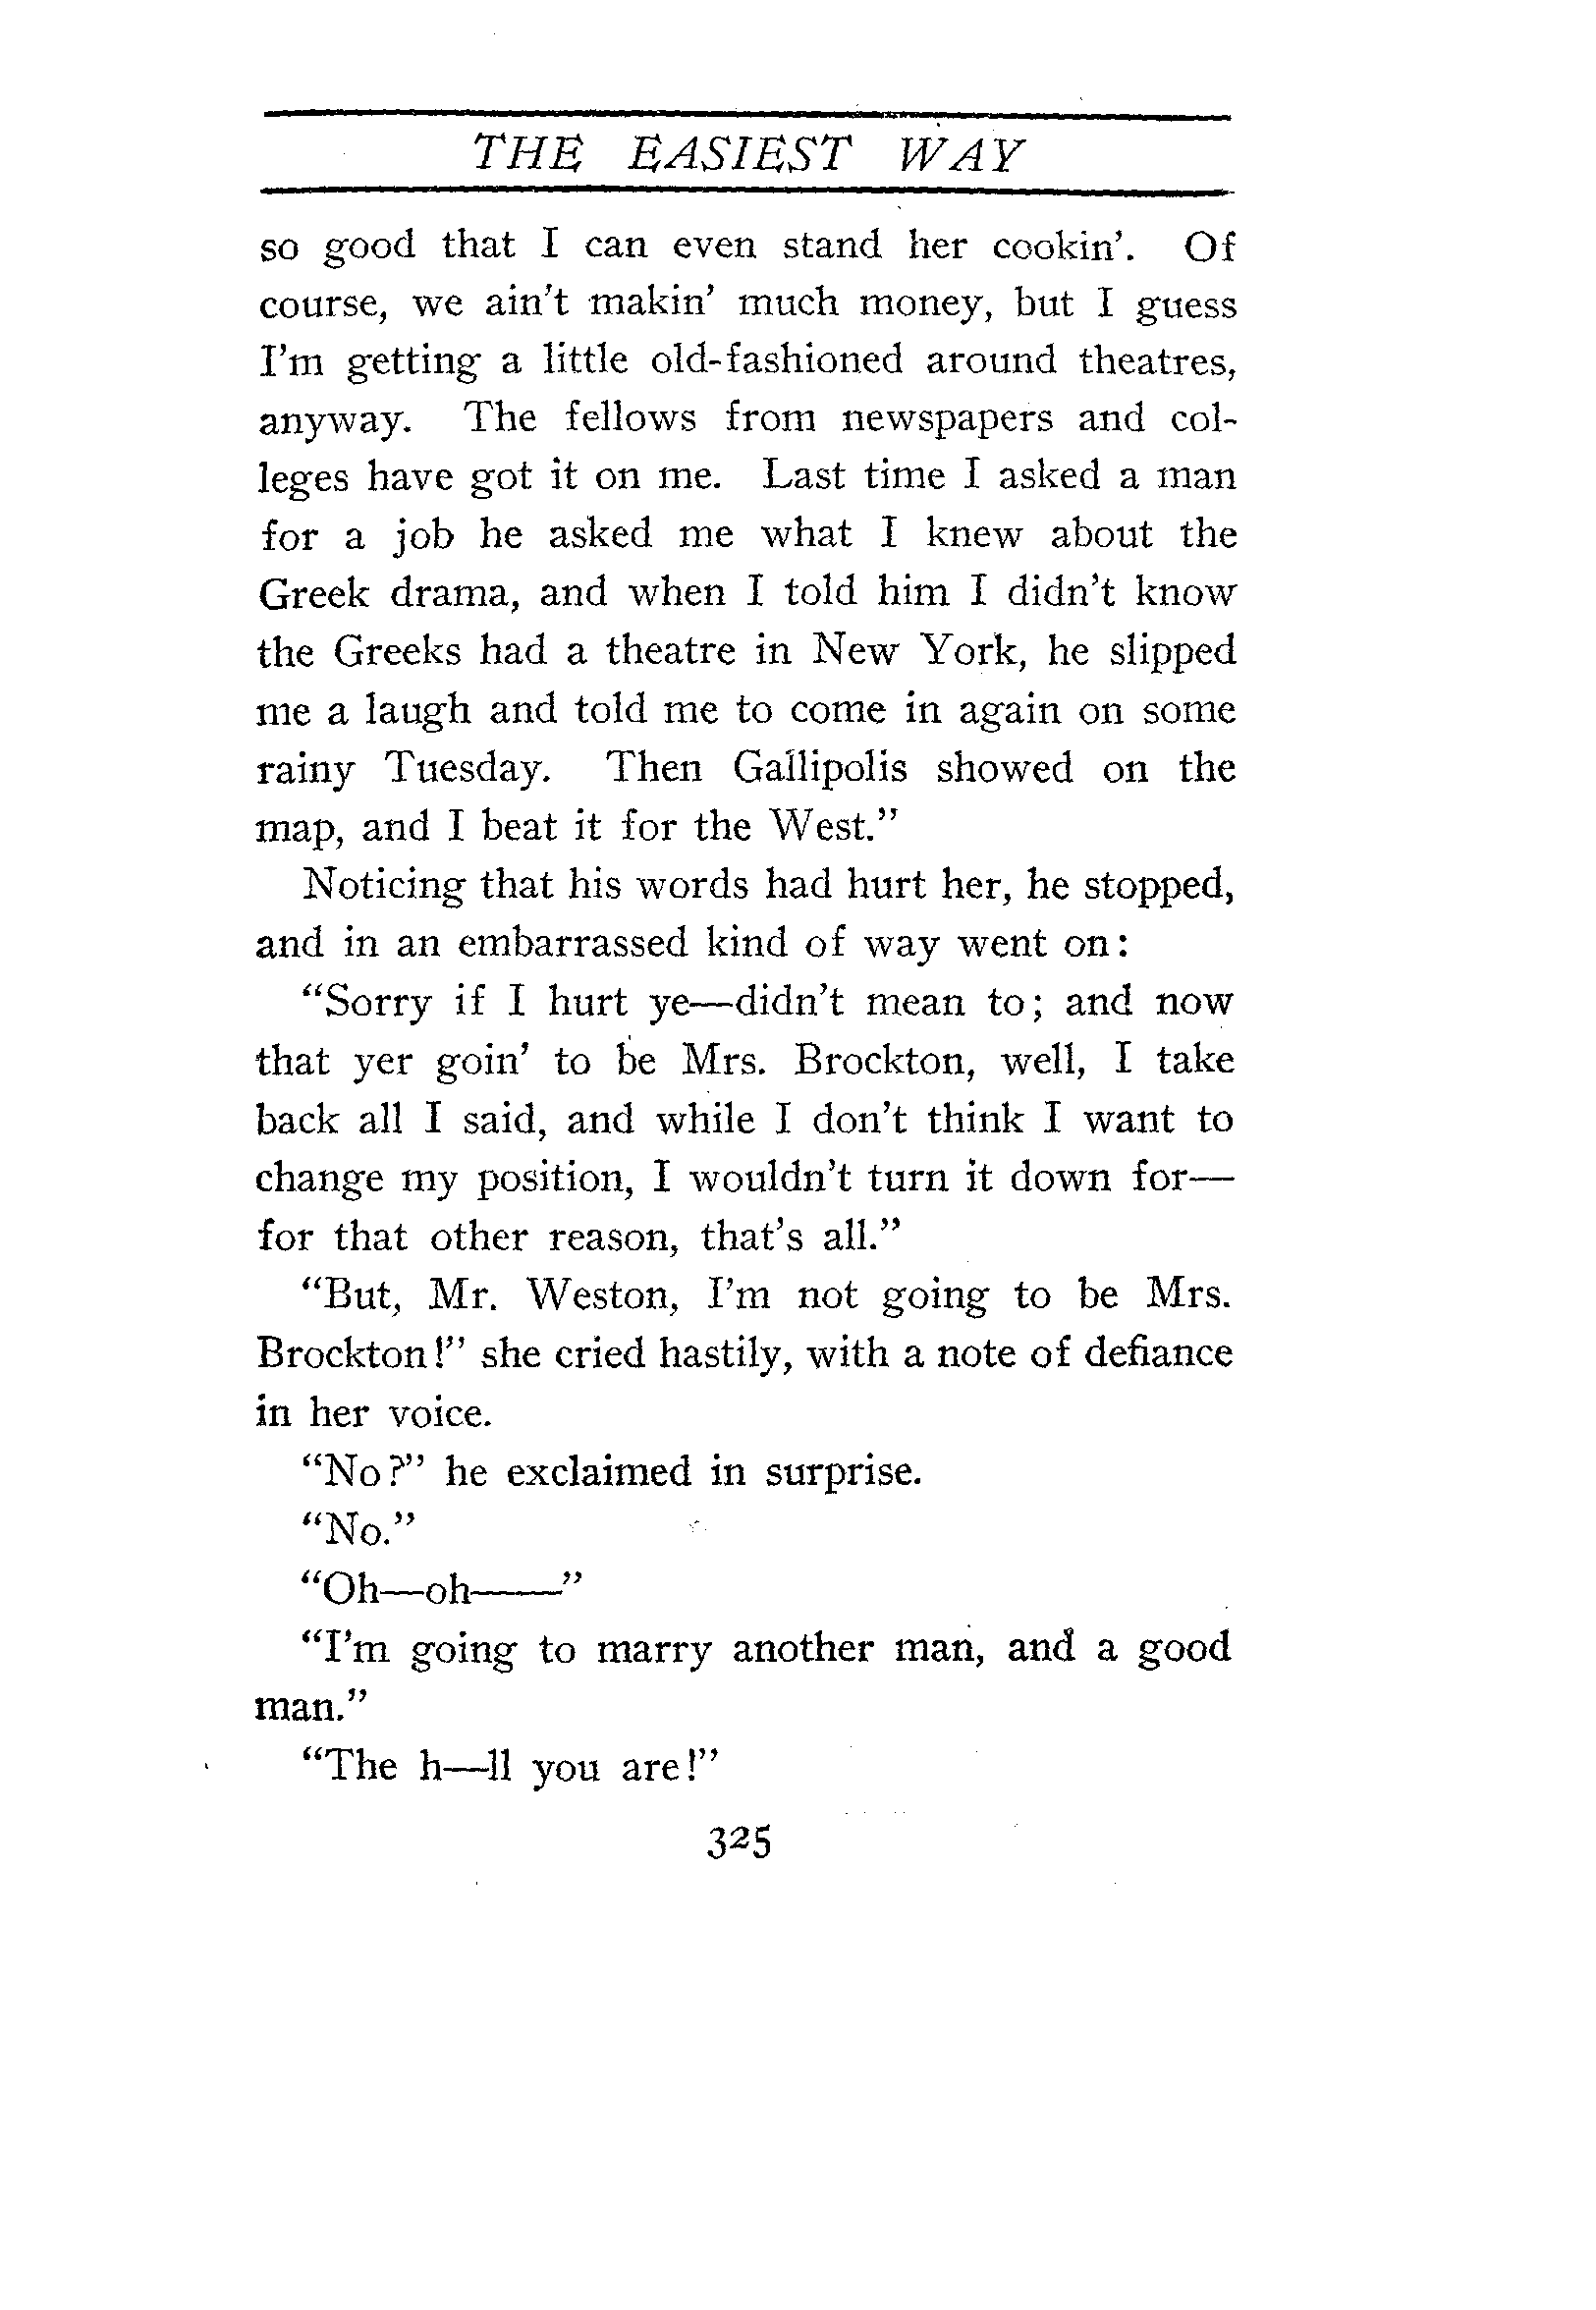 THE EASIEST WAY
so good that I can even stand her cookin’. Of
course, we ain’t makin’ much money, but I guess
I’m getting a little old-fashioned around theatres,
anyway. The fellows from newspapers and col-
leges have got it on me. Last time I asked a man
for a job he asked me what I knew about the
Greek drama, and when I told him I didn’t know
the Greeks had a theatre in New York, he slipped
me a laugh and told me to come in again on some
rainy Tuesday. Then Gallipolis showed on the
map, and I beat it for the West.”
Noticing that his words had hurt her, he stopped,
and in an embarrassed kind of way went on:
“Sorry if I hurt ye—didn’t mean to; and now
that yer goin’ to be Mrs. Brockton, well, I take
back all I said, and while I don’t think I want to
change my position, I wouldn’t turn it down for—
for that other reason, that’s all.”
“But, Mr. Weston, I’m not going to be Mrs.
Brockton!” she cried hastily, with a note of defiance
in her voice.
“No?” he exclaimed in surprise.
“No.”
“Oh—oh——”
“I’m going to marry another man, and a good
man.”
“The h—ll you are!”
325